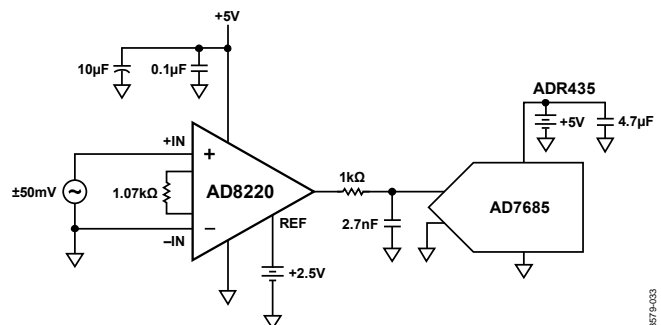 +5V
10µF
0.1µF
ADR435
+5V
4.7µF
+IN
±50mV
1.07kΩ
AD8220
1kΩ
AD7685
–IN
REF
2.7nF
+2.5V